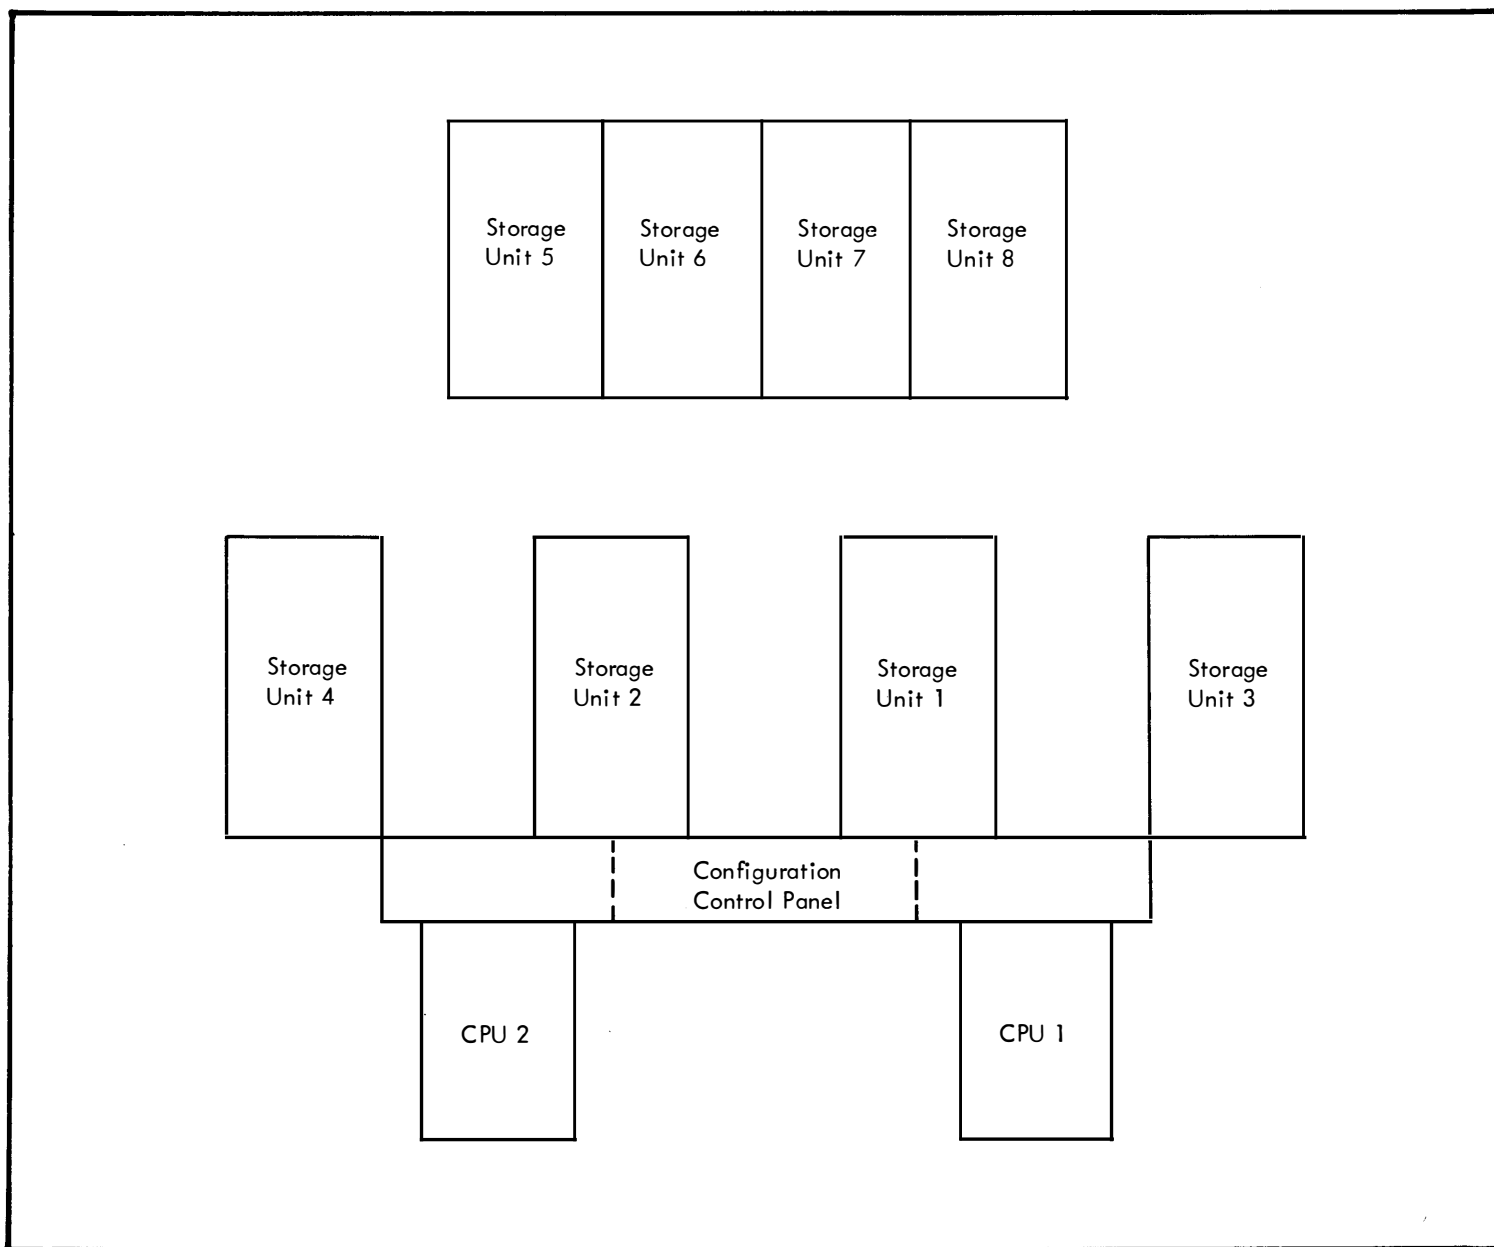 Storage
Unit 5
Storage
Unit 6
Storage
Unit 7
Storage
Unit 8
Storage
Unit 4
Storage
Unit 2
Storage
Unit 1
Storage
Unit 3
Configuration
Control Panel
CPU 2
CPU 1